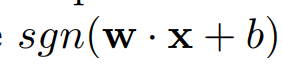 sgn(w · x + b)